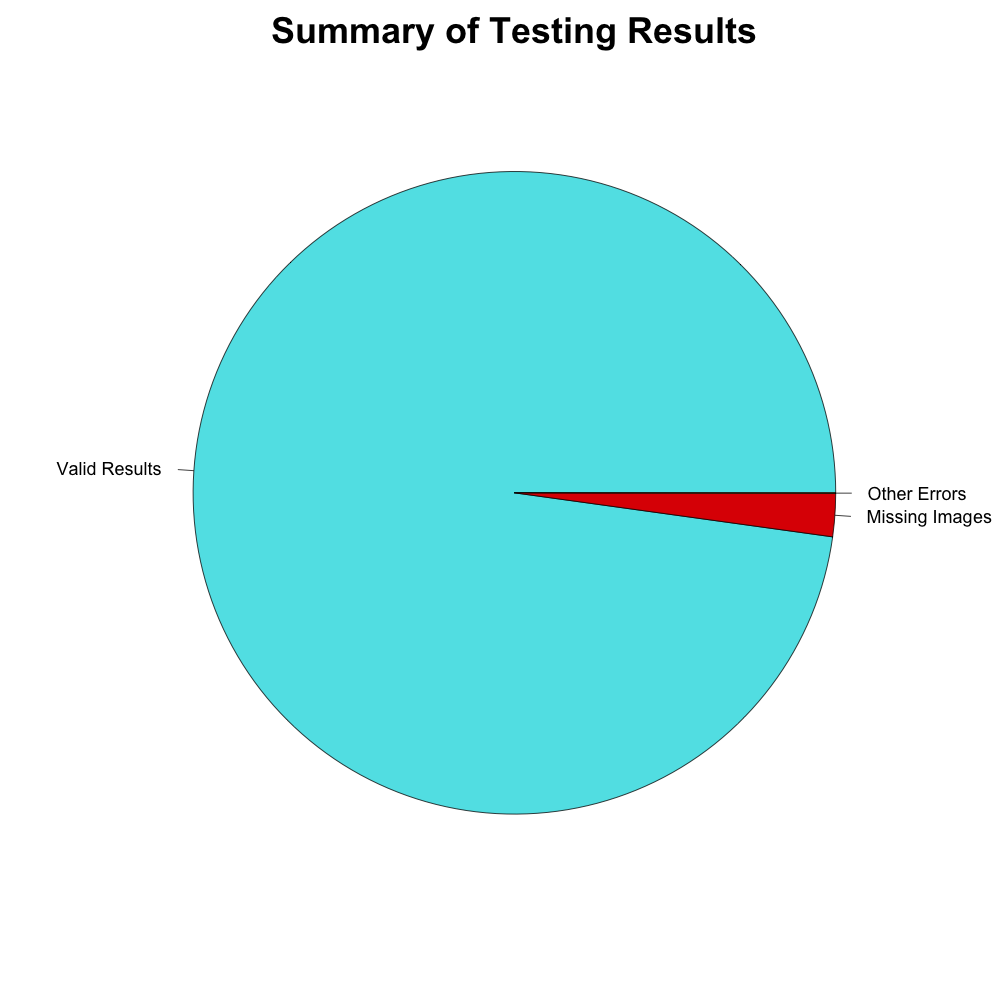 Summary of Testing Results
Valid Results
Other Errors
Missing Images